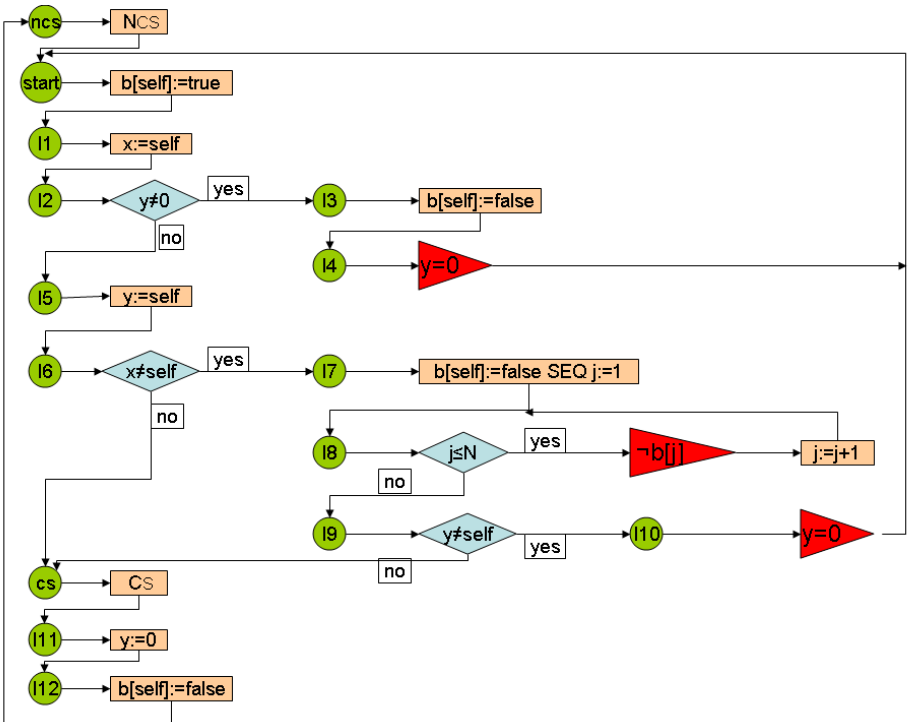 ncs NCS
start b[self]:=true
l1 x:=self
l2 y≠0 yes l3 b[self]:=false
no
l4 y=0
l5 y:=self
l6 x≠self yes l7 b[self]:=false SEQ j:=1
no
l8 j≤N yes ¬b[j] j:=j+1
no
l9 y≠self yes l10 y=0
no
cs CS
l11 y:=0
l12 b[self]:=false